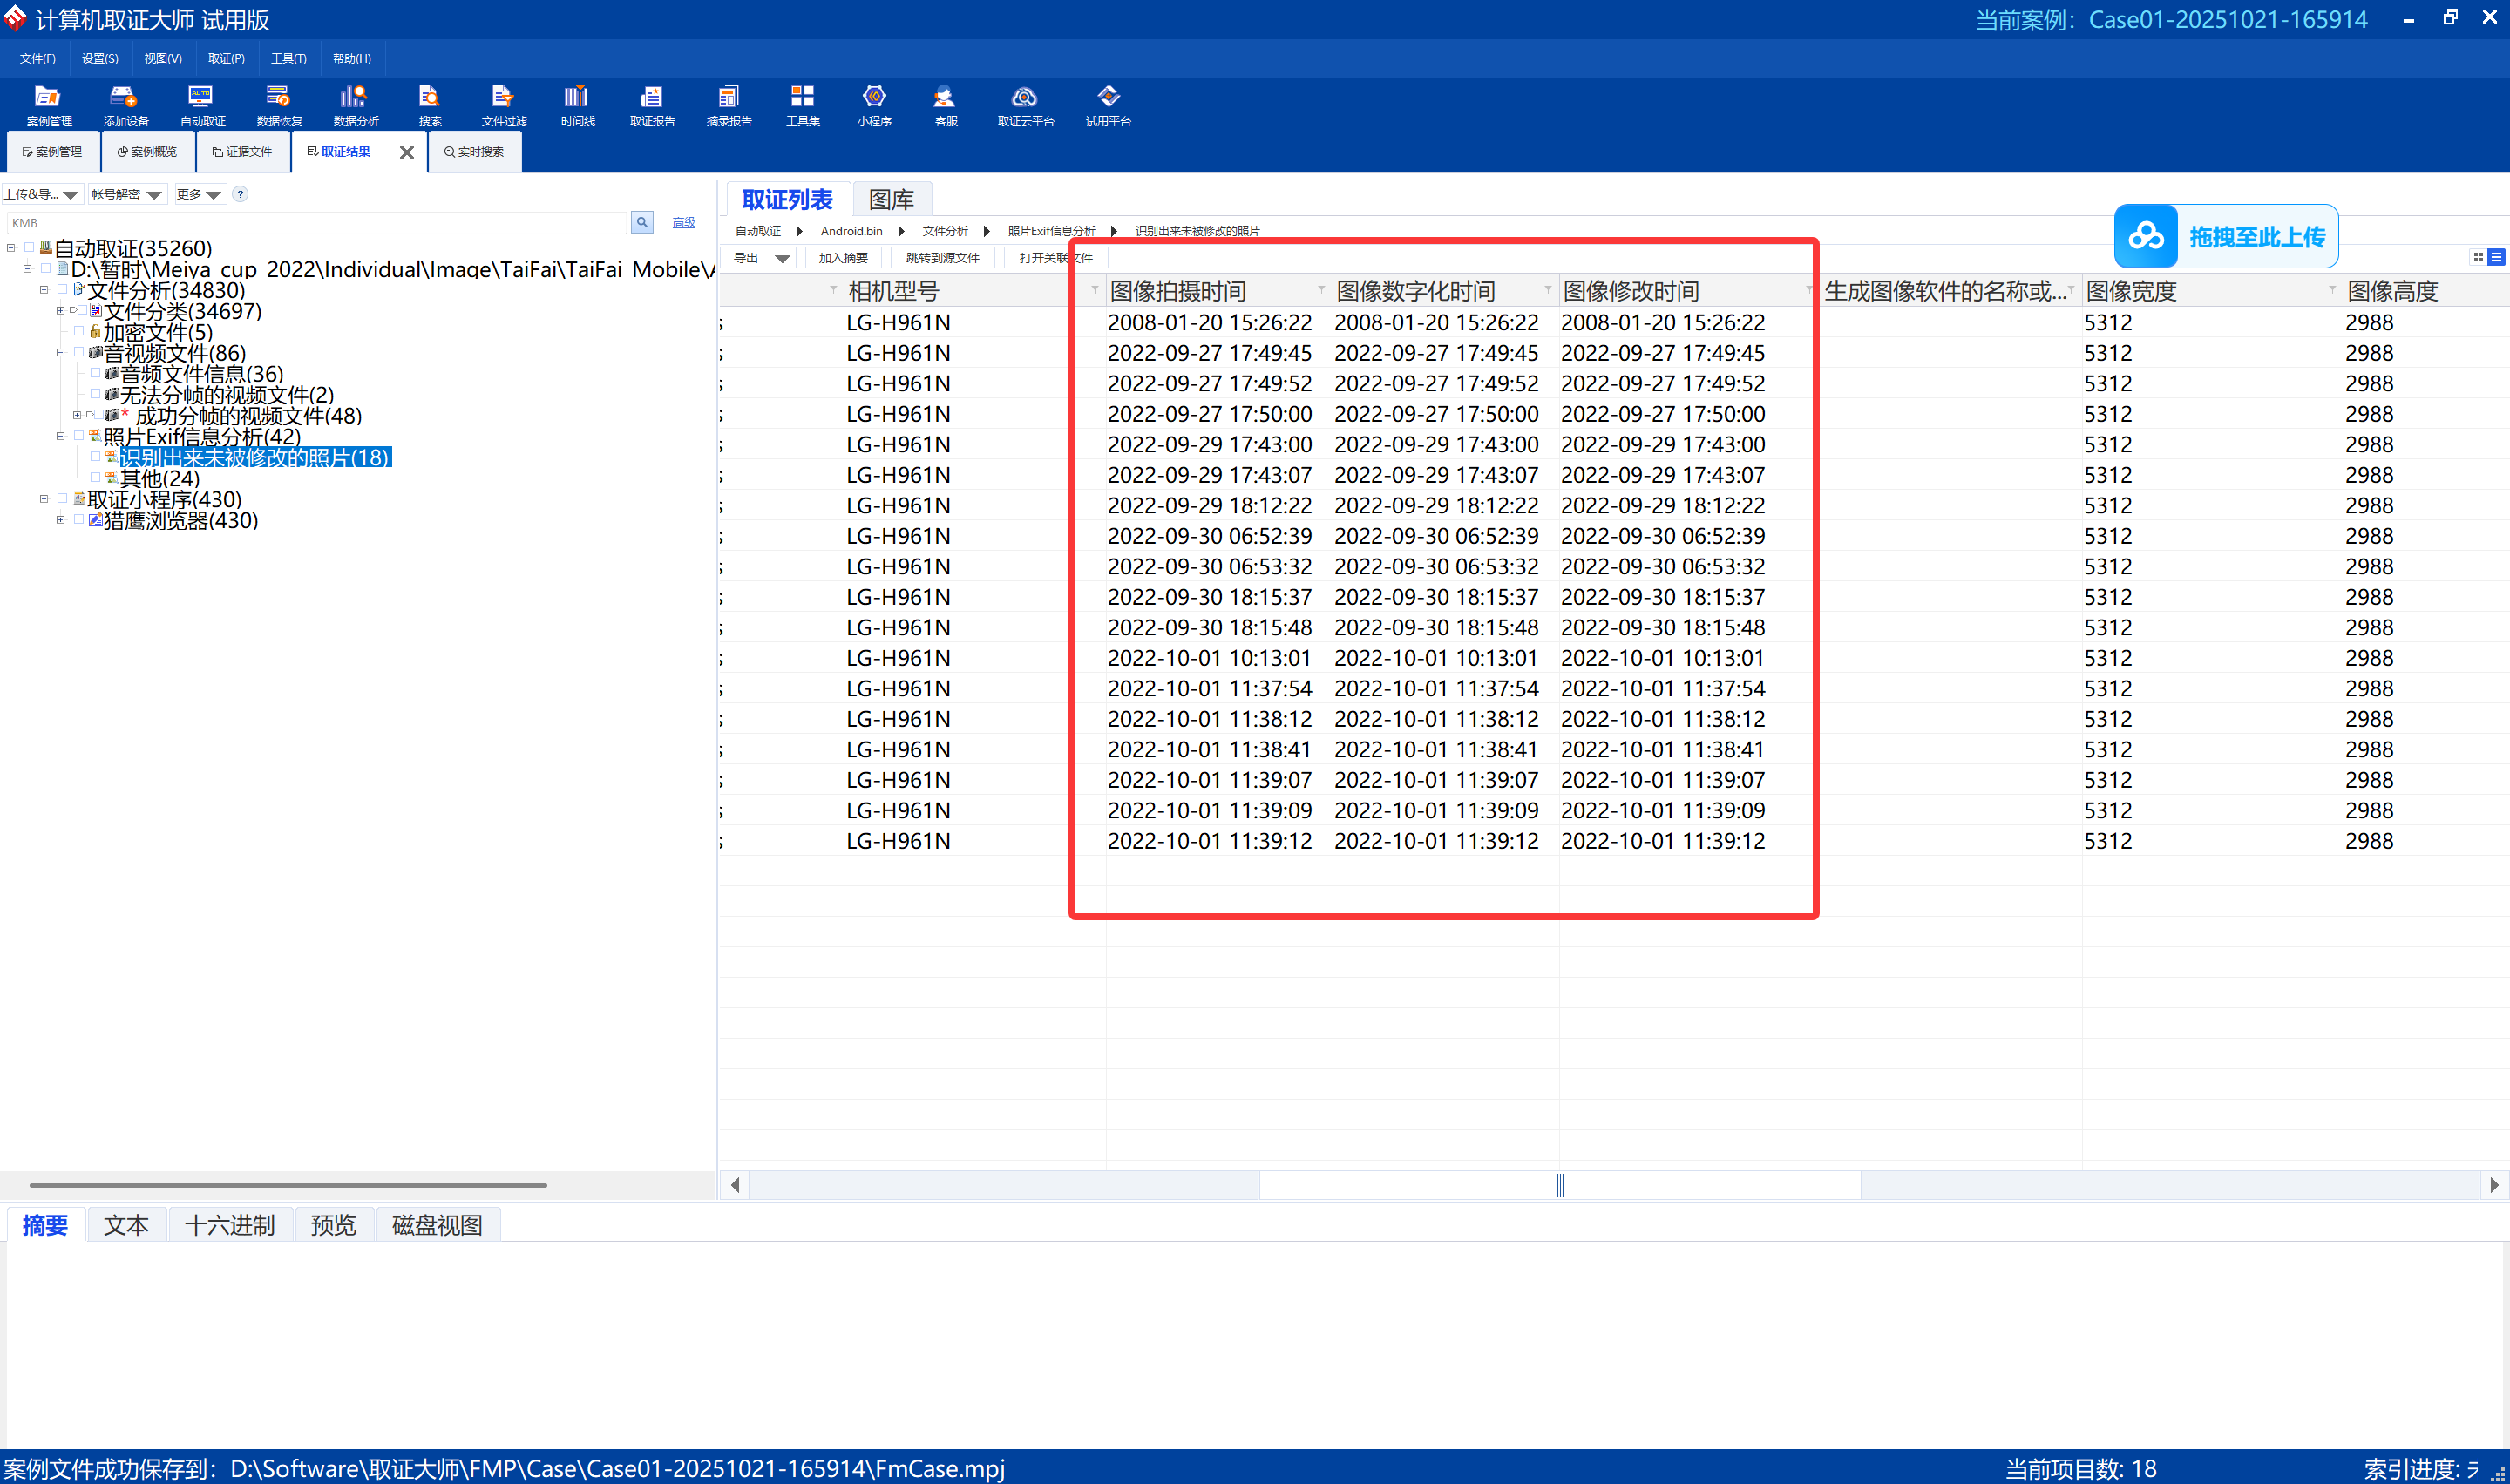 计算机取证大师 试用版
当前案例：Case01-20251021-165914
文件(F) 设置(S) 视图(V) 取证(P) 工具(T) 帮助(H)
案例管理 添加设备 自动取证 数据恢复 数据分析 搜索 文件过滤 时间线 取证报告 摘录报告 工具集 小程序 客服 取证云平台 试用平台
案例管理 案例概览 证据文件 取证结果 实时搜索
上传&导... 帐号解密 更多 ?
KMB 高级
自动取证(35260)
D:\暂时\Meiya_cup_2022\Individual\Image\TaiFai\TaiFai_Mobile\
文件分析(34830)
文件分类(34697)
加密文件(5)
音视频文件(86)
音频文件信息(36)
无法分帧的视频文件(2)
* 成功分帧的视频文件(48)
照片Exif信息分析(42)
识别出来未被修改的照片(18)
其他(24)
取证小程序(430)
猎鹰浏览器(430)
取证列表 图库
拖拽至此上传
自动取证 Android.bin 文件分析 照片Exif信息分析 识别出来未被修改的照片
导出 加入摘要 跳转到源文件 打开关联文件
相机型号 图像拍摄时间 图像数字化时间 图像修改时间 生成图像软件的名称或... 图像宽度 图像高度
LG-H961N 2008-01-20 15:26:22 2008-01-20 15:26:22 2008-01-20 15:26:22 5312 2988
LG-H961N 2022-09-27 17:49:45 2022-09-27 17:49:45 2022-09-27 17:49:45 5312 2988
LG-H961N 2022-09-27 17:49:52 2022-09-27 17:49:52 2022-09-27 17:49:52 5312 2988
LG-H961N 2022-09-27 17:50:00 2022-09-27 17:50:00 2022-09-27 17:50:00 5312 2988
LG-H961N 2022-09-29 17:43:00 2022-09-29 17:43:00 2022-09-29 17:43:00 5312 2988
LG-H961N 2022-09-29 17:43:07 2022-09-29 17:43:07 2022-09-29 17:43:07 5312 2988
LG-H961N 2022-09-29 18:12:22 2022-09-29 18:12:22 2022-09-29 18:12:22 5312 2988
LG-H961N 2022-09-30 06:52:39 2022-09-30 06:52:39 2022-09-30 06:52:39 5312 2988
LG-H961N 2022-09-30 06:53:32 2022-09-30 06:53:32 2022-09-30 06:53:32 5312 2988
LG-H961N 2022-09-30 18:15:37 2022-09-30 18:15:37 2022-09-30 18:15:37 5312 2988
LG-H961N 2022-09-30 18:15:48 2022-09-30 18:15:48 2022-09-30 18:15:48 5312 2988
LG-H961N 2022-10-01 10:13:01 2022-10-01 10:13:01 2022-10-01 10:13:01 5312 2988
LG-H961N 2022-10-01 11:37:54 2022-10-01 11:37:54 2022-10-01 11:37:54 5312 2988
LG-H961N 2022-10-01 11:38:12 2022-10-01 11:38:12 2022-10-01 11:38:12 5312 2988
LG-H961N 2022-10-01 11:38:41 2022-10-01 11:38:41 2022-10-01 11:38:41 5312 2988
LG-H961N 2022-10-01 11:39:07 2022-10-01 11:39:07 2022-10-01 11:39:07 5312 2988
LG-H961N 2022-10-01 11:39:09 2022-10-01 11:39:09 2022-10-01 11:39:09 5312 2988
LG-H961N 2022-10-01 11:39:12 2022-10-01 11:39:12 2022-10-01 11:39:12 5312 2988
摘要 文本 十六进制 预览 磁盘视图
案例文件成功保存到：D:\Software\取证大师\FMP\Case\Case01-20251021-165914\FmCase.mpj
当前项目数: 18
索引进度: